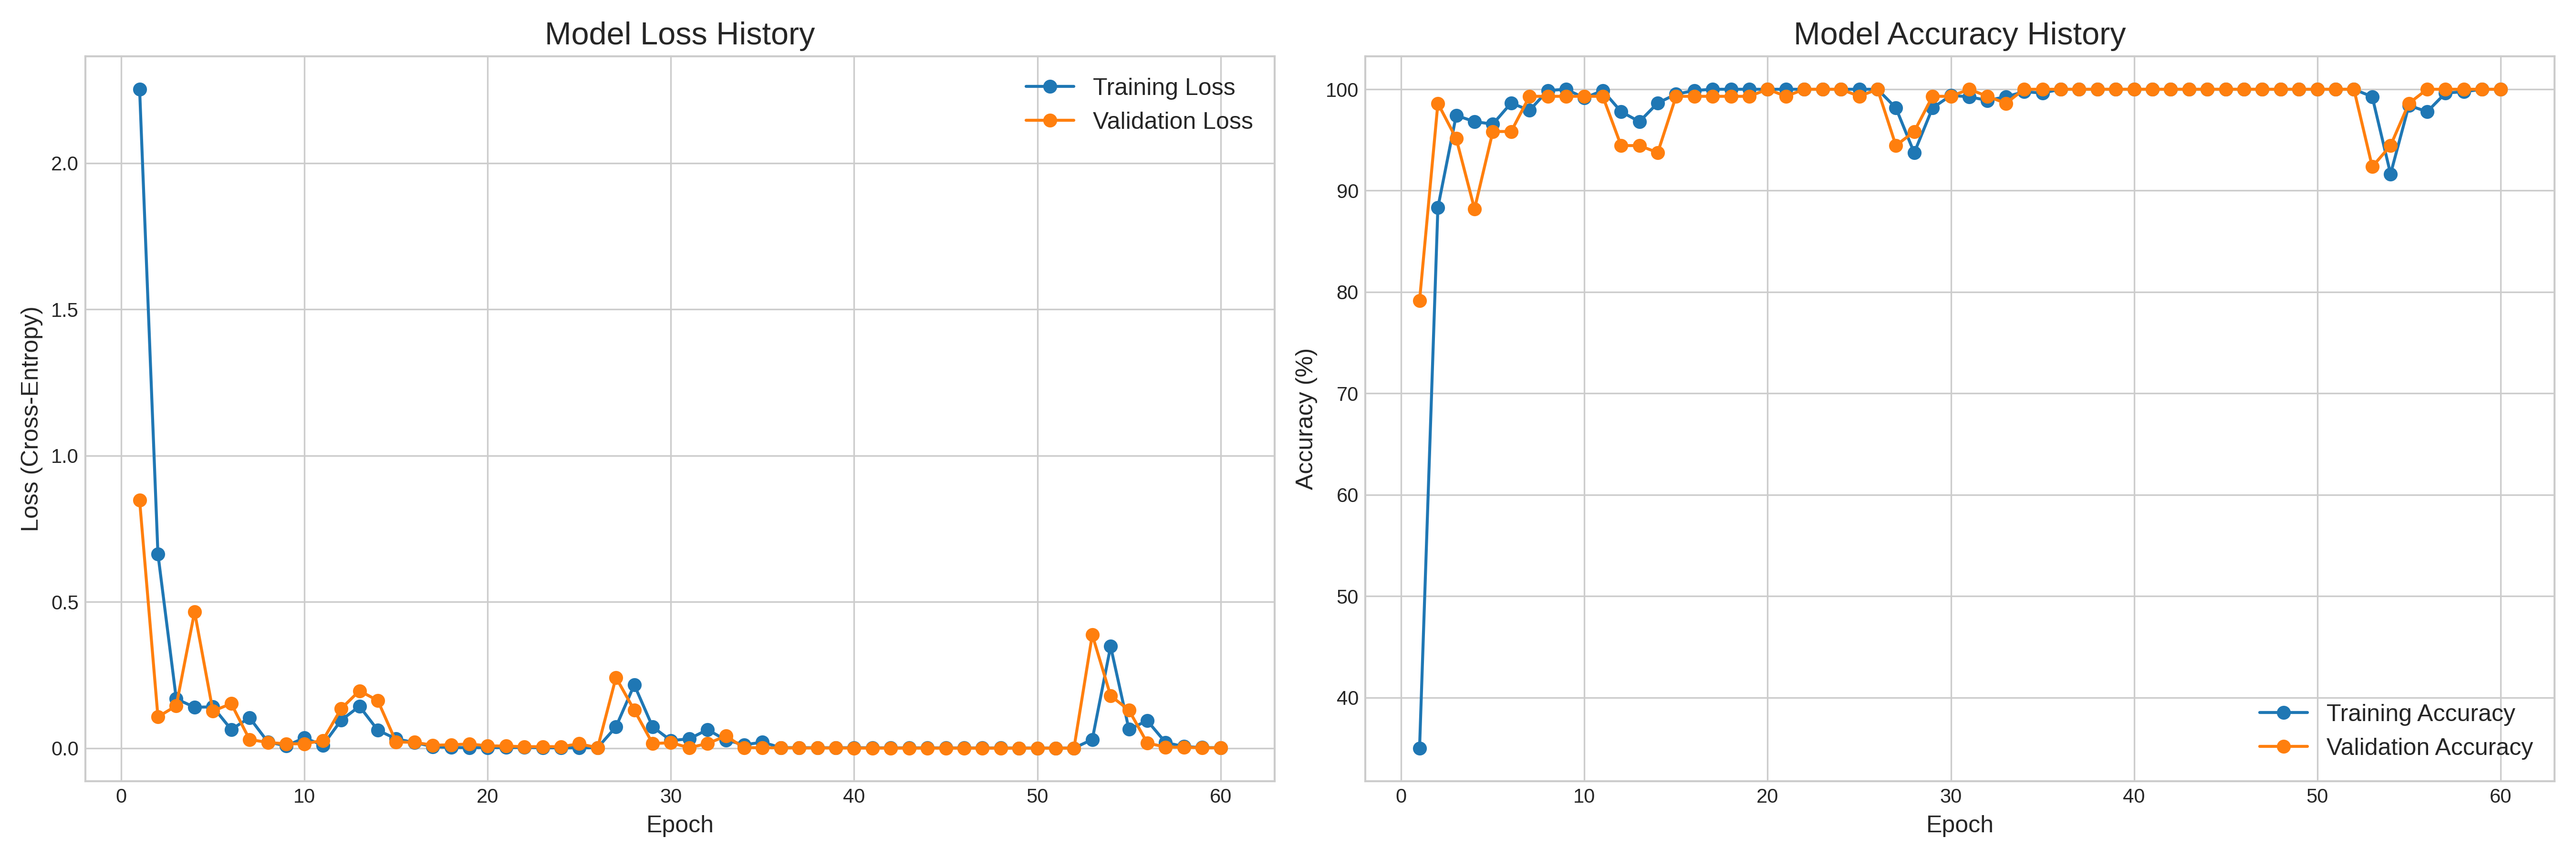 Model Loss History
Training Loss
Validation Loss
Loss (Cross-Entropy)
2.0
1.5
1.0
0.5
0.0
0 10 20 30 40 50 60
Epoch
Model Accuracy History
Accuracy (%)
100
90
80
70
60
50
40
Training Accuracy
Validation Accuracy
0 10 20 30 40 50 60
Epoch